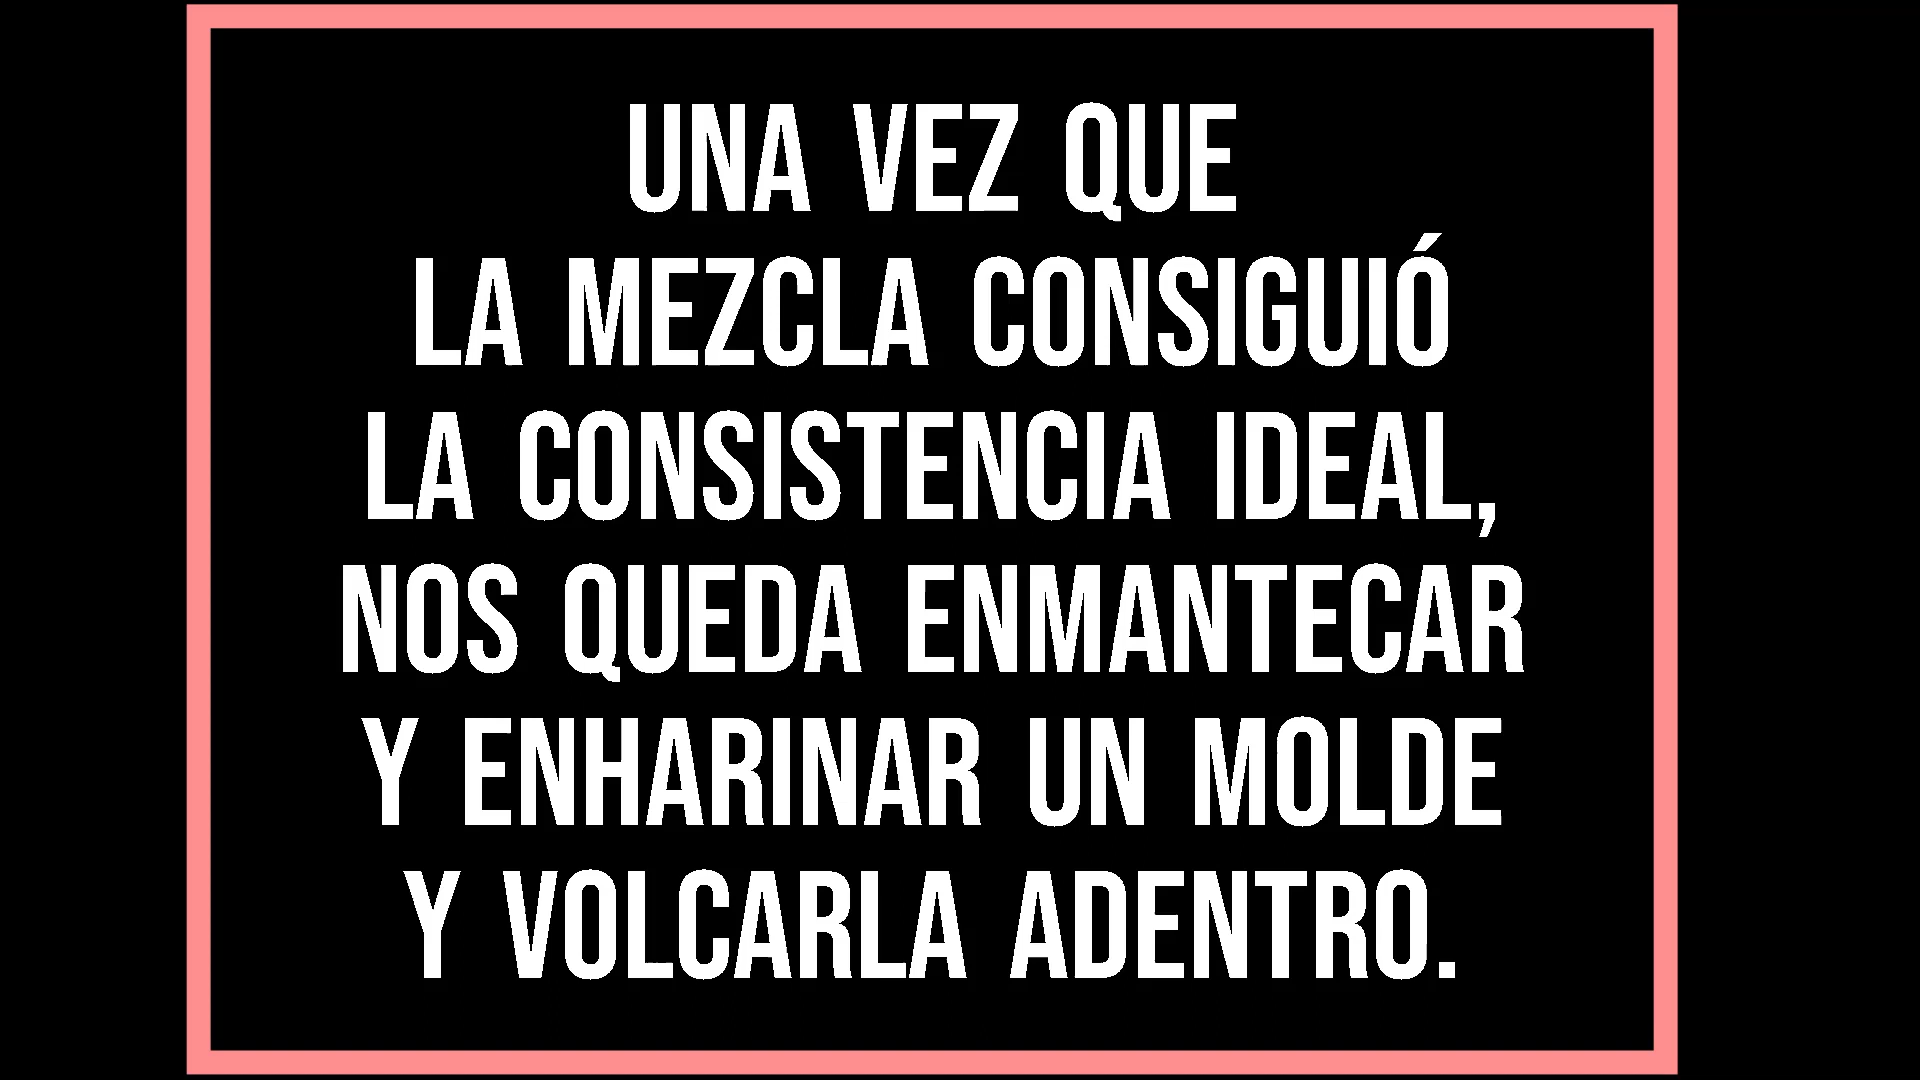 UNA VEZ QUE
LA MEZCLA CONSIGUIÓ
LA CONSISTENCIA IDEAL,
NOS QUEDA ENMANTECAR
Y ENHARINAR UN MOLDE
Y VOLCARLA ADENTRO.